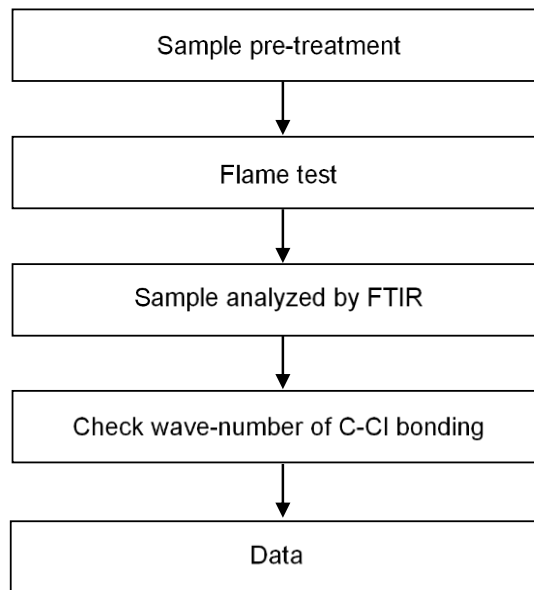 Sample pre-treatment
Flame test
Sample analyzed by FTIR
Check wave-number of C-Cl bonding
Data